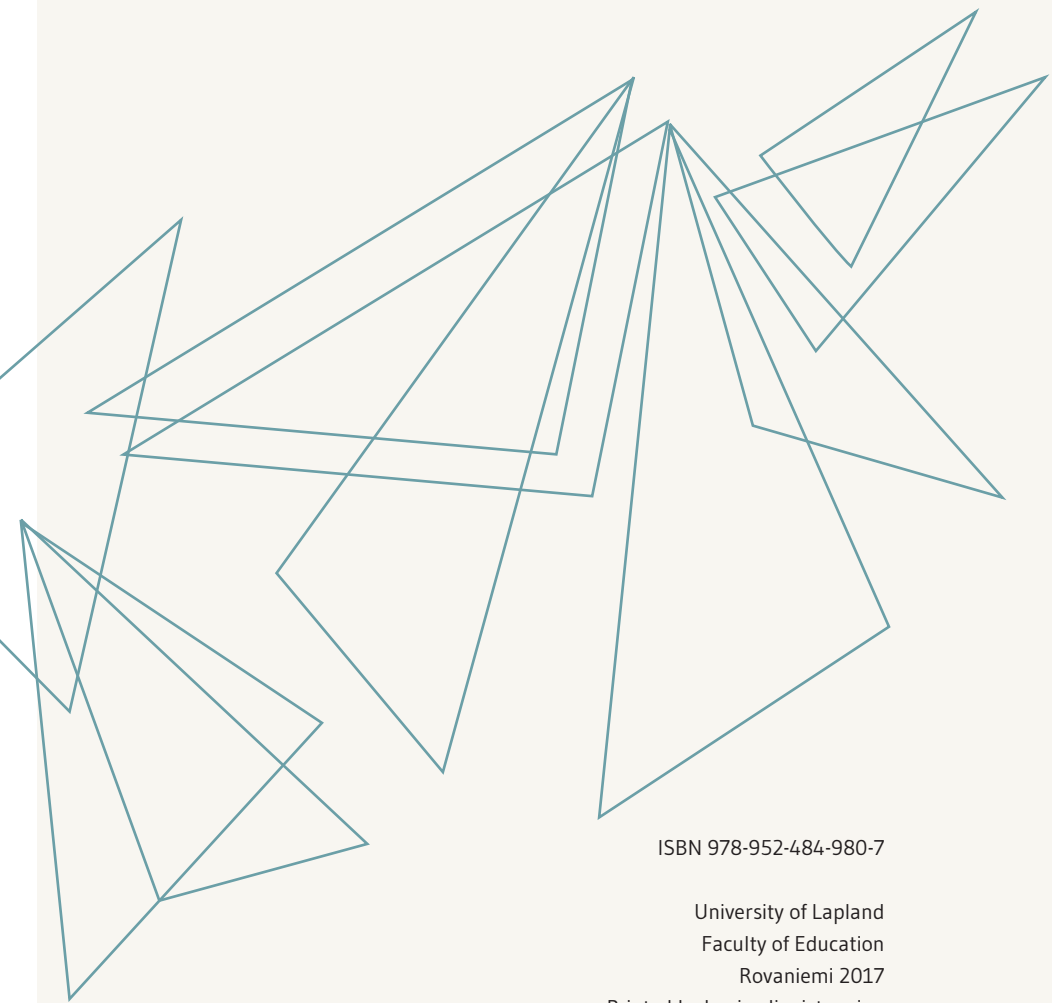 ISBN 978-952-484-980-7
University of Lapland
Faculty of Education
Rovaniemi 2017